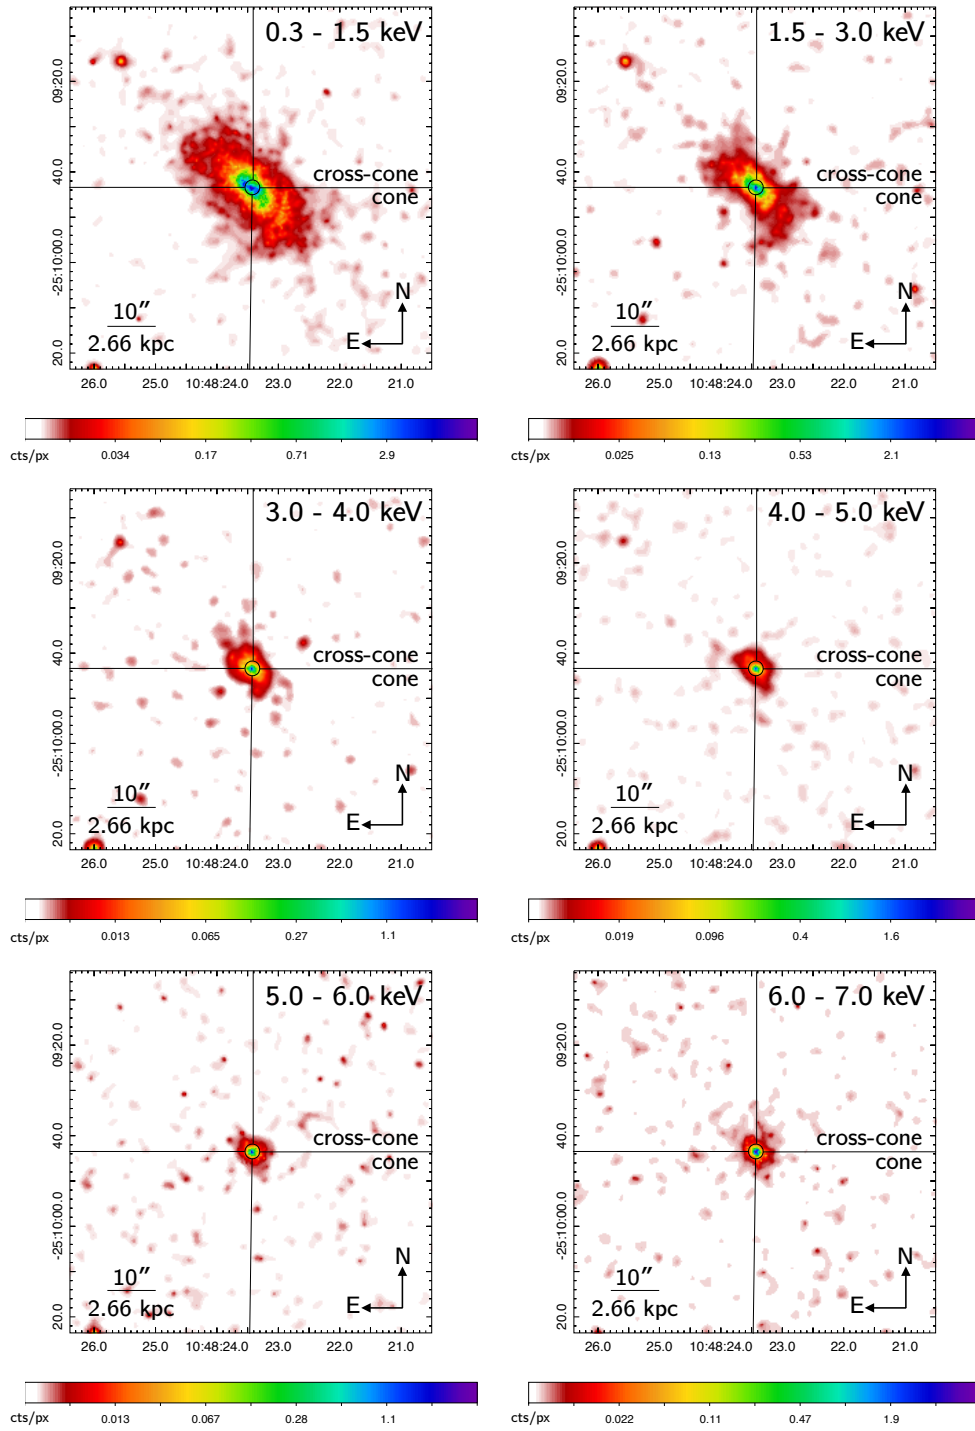 0.3 - 1.5 keV
09:20.0
40.0
cross-cone
cone
-25:10:00.0
20.0
10″
2.66 kpc
N
E
26.0 25.0 10:48:24.0 23.0 22.0 21.0
cts/px 0.034 0.17 0.71 2.9
1.5 - 3.0 keV
09:20.0
40.0
cross-cone
cone
-25:10:00.0
20.0
10″
2.66 kpc
N
E
26.0 25.0 10:48:24.0 23.0 22.0 21.0
cts/px 0.025 0.13 0.53 2.1
3.0 - 4.0 keV
09:20.0
40.0
cross-cone
cone
-25:10:00.0
20.0
10″
2.66 kpc
N
E
26.0 25.0 10:48:24.0 23.0 22.0 21.0
cts/px 0.013 0.065 0.27 1.1
4.0 - 5.0 keV
09:20.0
40.0
cross-cone
cone
-25:10:00.0
20.0
10″
2.66 kpc
N
E
26.0 25.0 10:48:24.0 23.0 22.0 21.0
cts/px 0.019 0.096 0.4 1.6
5.0 - 6.0 keV
09:20.0
40.0
cross-cone
cone
-25:10:00.0
20.0
10″
2.66 kpc
N
E
26.0 25.0 10:48:24.0 23.0 22.0 21.0
cts/px 0.013 0.067 0.28 1.1
6.0 - 7.0 keV
09:20.0
40.0
cross-cone
cone
-25:10:00.0
20.0
10″
2.66 kpc
N
E
26.0 25.0 10:48:24.0 23.0 22.0 21.0
cts/px 0.022 0.11 0.47 1.9